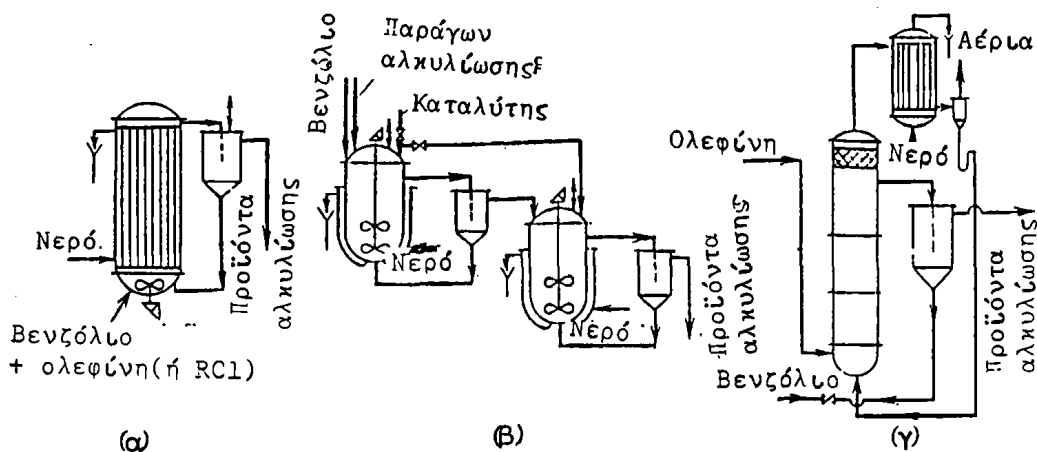 Νερό.
Βενζόλιο
+ ολεφίνη(ή RCl)
Προϊόντα
αλκυλίωσης
(α)
Βενζόλιο
Παράγων
αλκυλίωσης
Καταλύτης
Νερό
Νερό
Προϊόντα
αλκυλίωσης
(β)
Ολεφίνη
Βενζόλιο
Νερό
Αέρια
Προϊόντα
αλκυλίωσης
(γ)